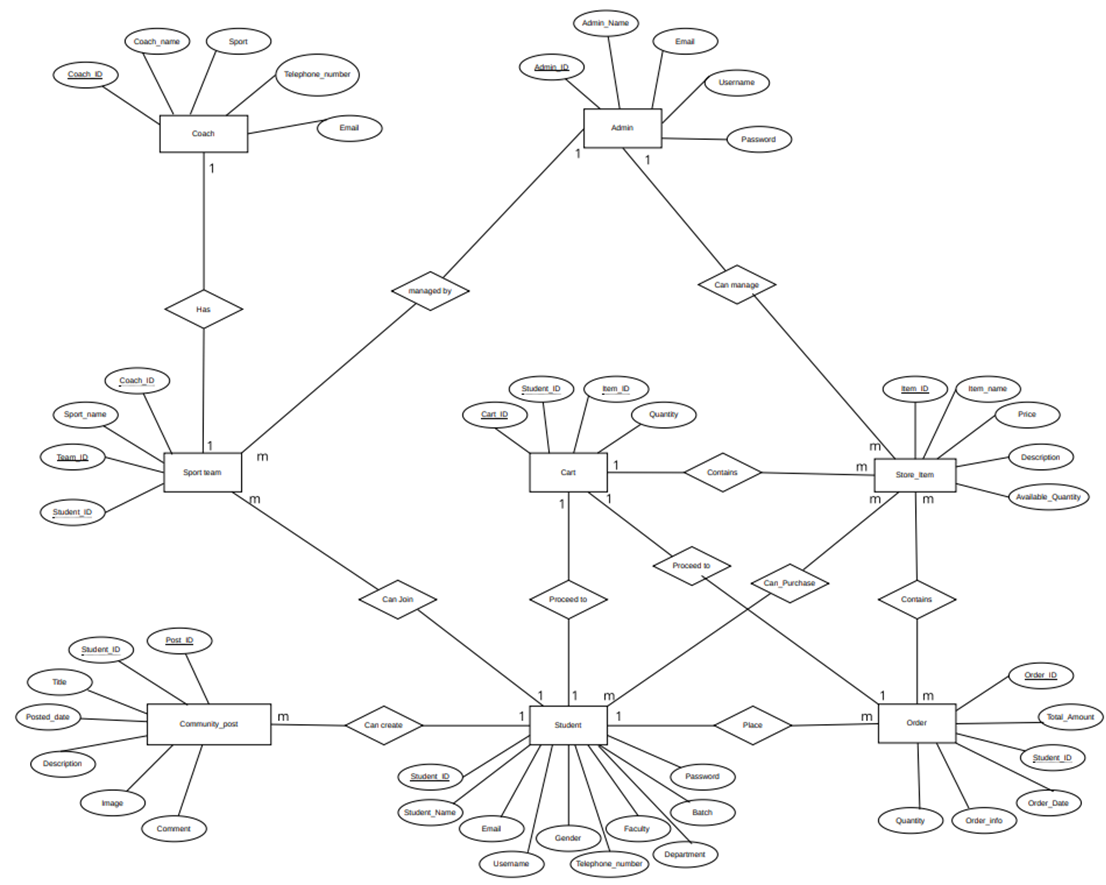 Admin_Name
Coach_name
Sport
Email
Admin_ID
Coach_ID
Telephone_number
Username
Coach
Admin
Email
Password
1
1
1
managed by
Can manage
Has
Coach_ID
Student_ID
Item_ID
Item_ID
Item_name
Sport_name
Cart_ID
Quantity
Price
1
m
m
Team_ID
Description
Sport team
Cart
1
Contains
m
Store_Item
Student_ID
m
1
1
m
m
Available_Quantity
Proceed to
Can_Purchase
Can Join
Proceed to
Contains
Student_ID
Post_ID
Order_ID
Title
1
1
m
1
m
Posted_date
Community_post
m
Can create
1
Student
1
Place
m
Order
Total_Amount
Description
Student_ID
Student_ID
Password
Image
Student_Name
Batch
Order_Date
Comment
Email
Gender
Faculty
Quantity
Order_info
Username
Telephone_number
Department